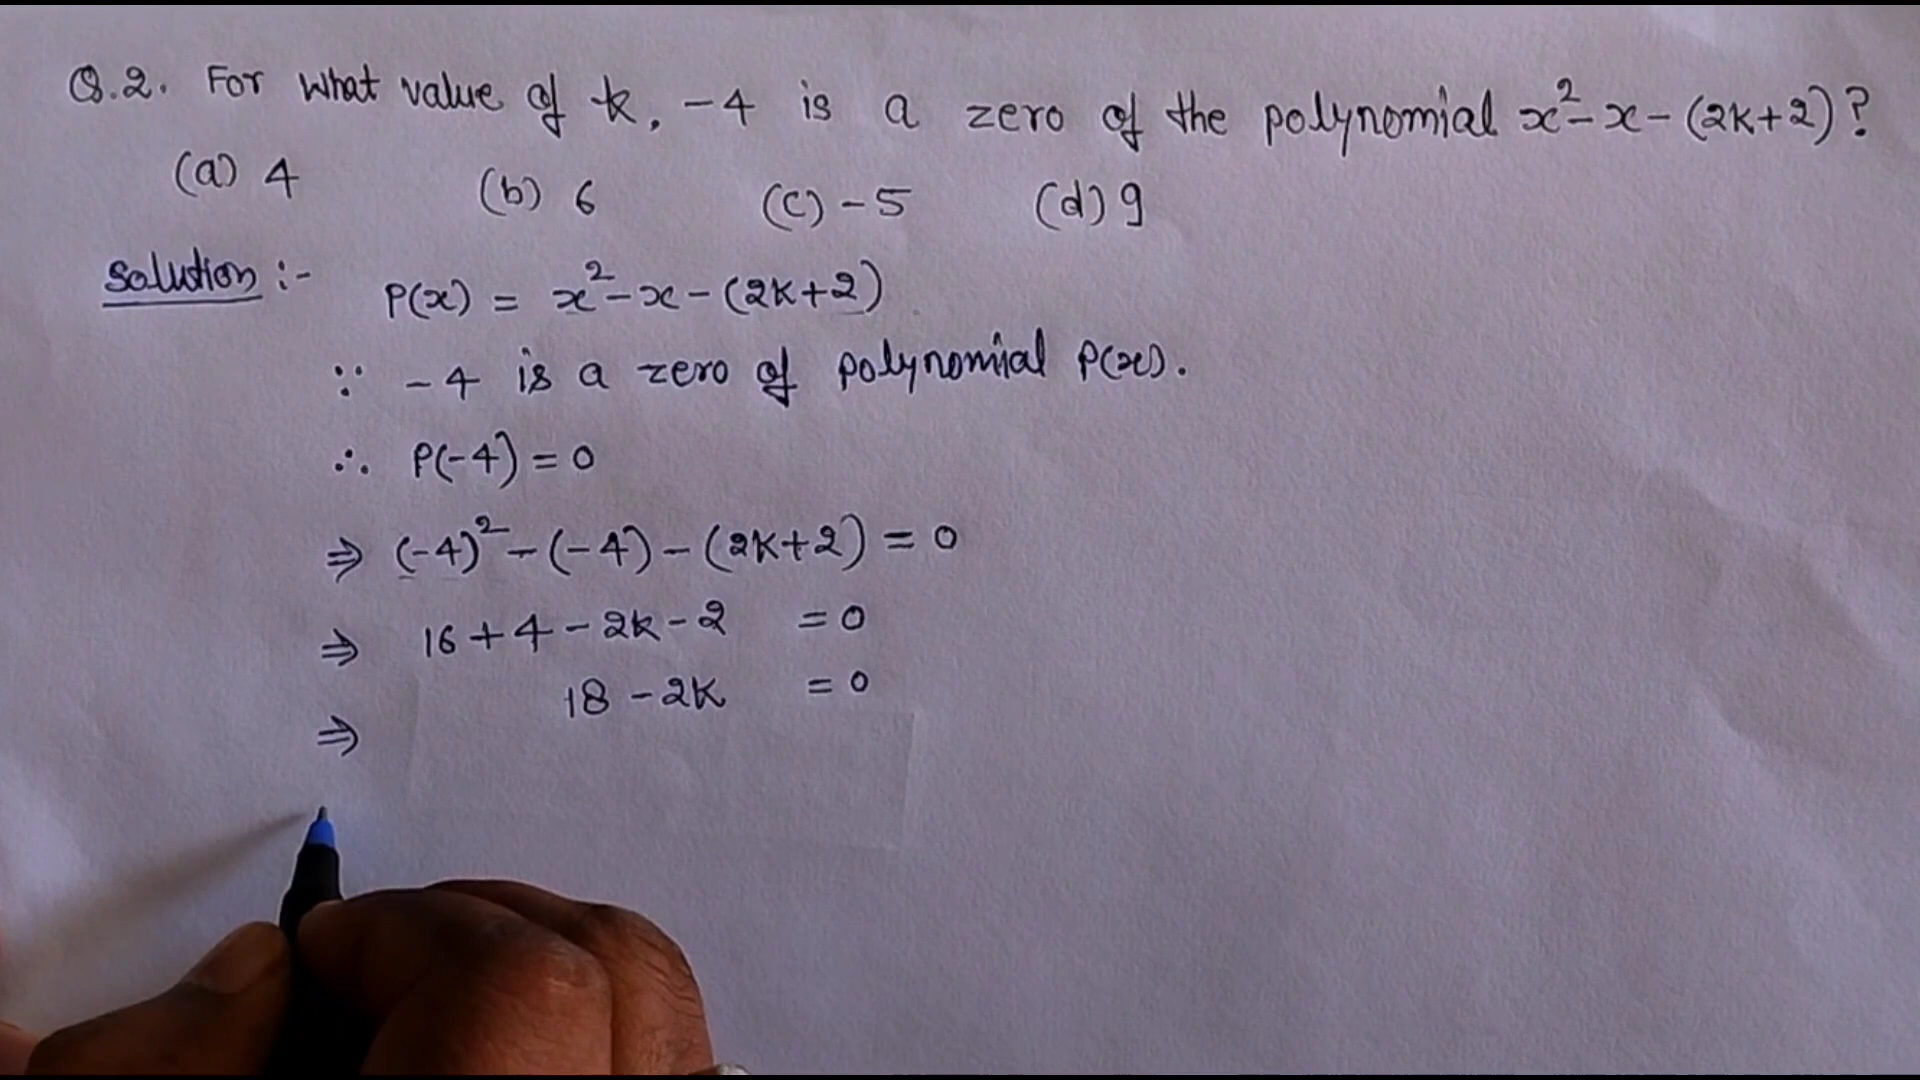 Q.2. For what value of k, -4 is a zero of the polynomial x²-x-(2k+2)?
(a) 4 (b) 6 (c) -5 (d) 9
Solution :- P(x) = x²-x-(2k+2)
∵ -4 is a zero of polynomial P(x).
∴ P(-4) = 0
⇒ (-4)²-(-4)-(2k+2) = 0
⇒ 16+4-2k-2 = 0
⇒ 18-2k = 0